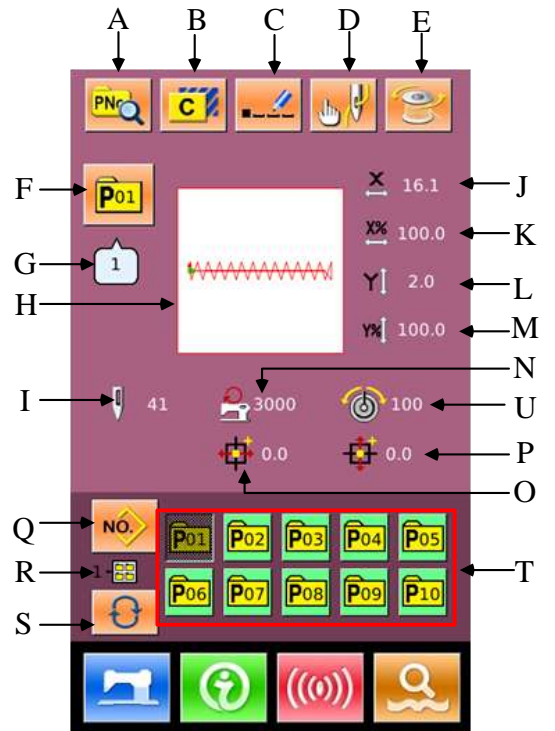 A B C D E
PNo. C
F P01 X 16.1 J
X% 100.0 K
G 1
H Y 2.0 L
Y% 100.0 M
N
I 41 3000 100 U
0.0 0.0 P
O
Q NO. P01 P02 P03 P04 P05
R 1- T
S P06 P07 P08 P09 P10